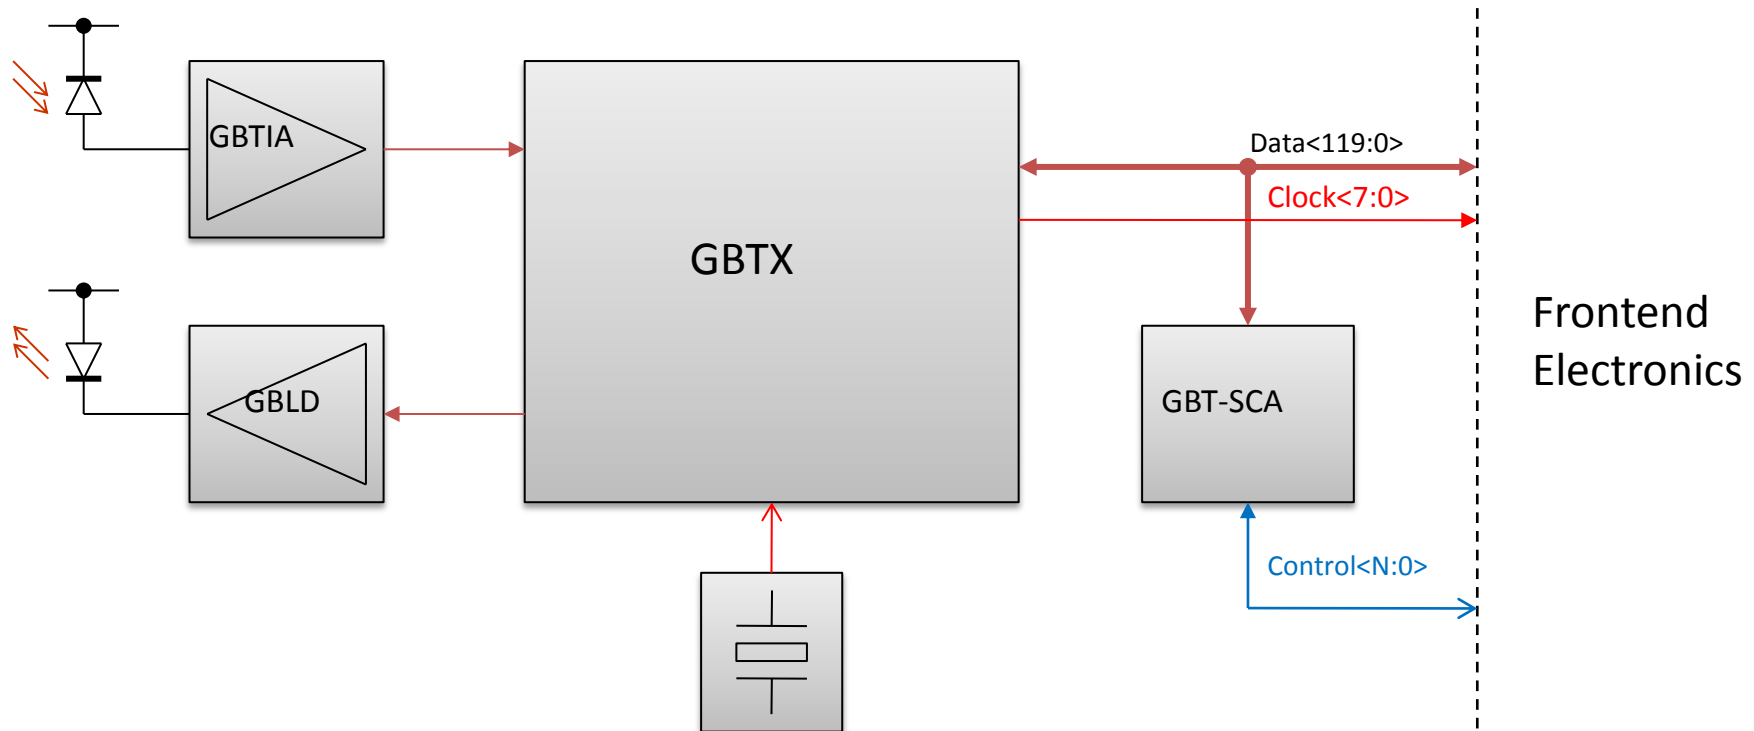 GBTIA
Data<119:0>
Clock<7:0>
GBTX
Frontend
Electronics
GBLD
GBT-SCA
Control<N:0>